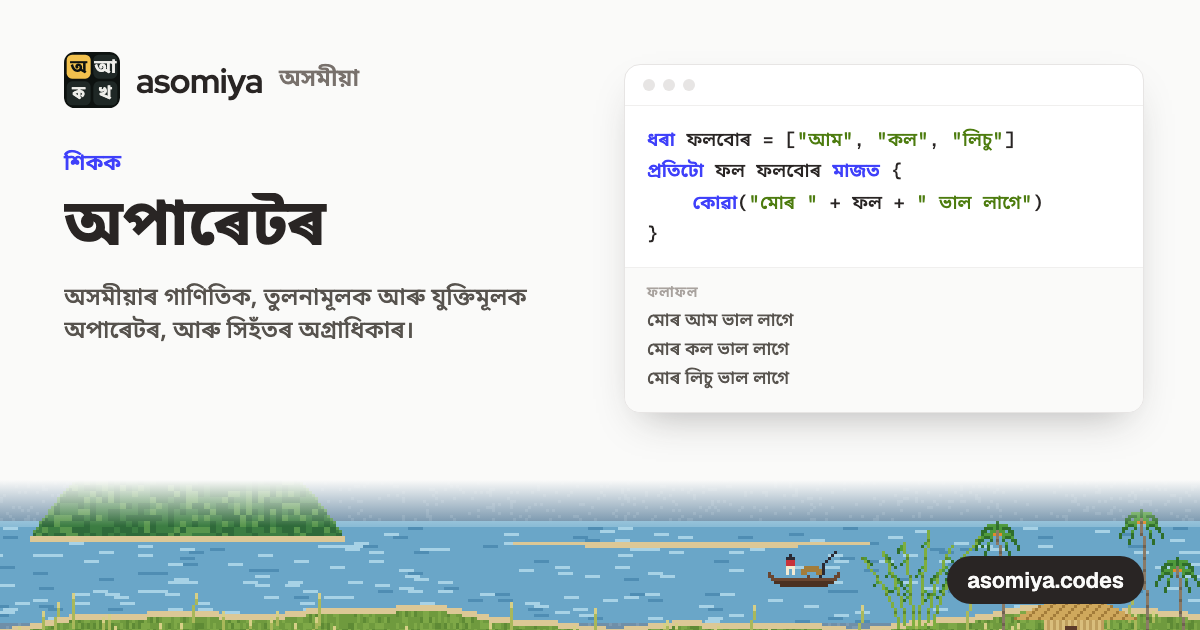 অ আ
ক খ
asomiya অসমীয়া
শিকক
অপাৰেটৰ
অসমীয়াৰ গাণিতিক, তুলনামূলক আৰু যুক্তিমূলক
অপাৰেটৰ, আৰু সিহঁতৰ অগ্ৰাধিকাৰ।
ধৰা ফলবোৰ = ["আম", "কল", "লিচু"]
প্ৰতিটো ফল ফলবোৰ মাজত {
    কোৱা("মোৰ " + ফল + " ভাল লাগে")
}
ফলাফল
মোৰ আম ভাল লাগে
মোৰ কল ভাল লাগে
মোৰ লিচু ভাল লাগে
asomiya.codes